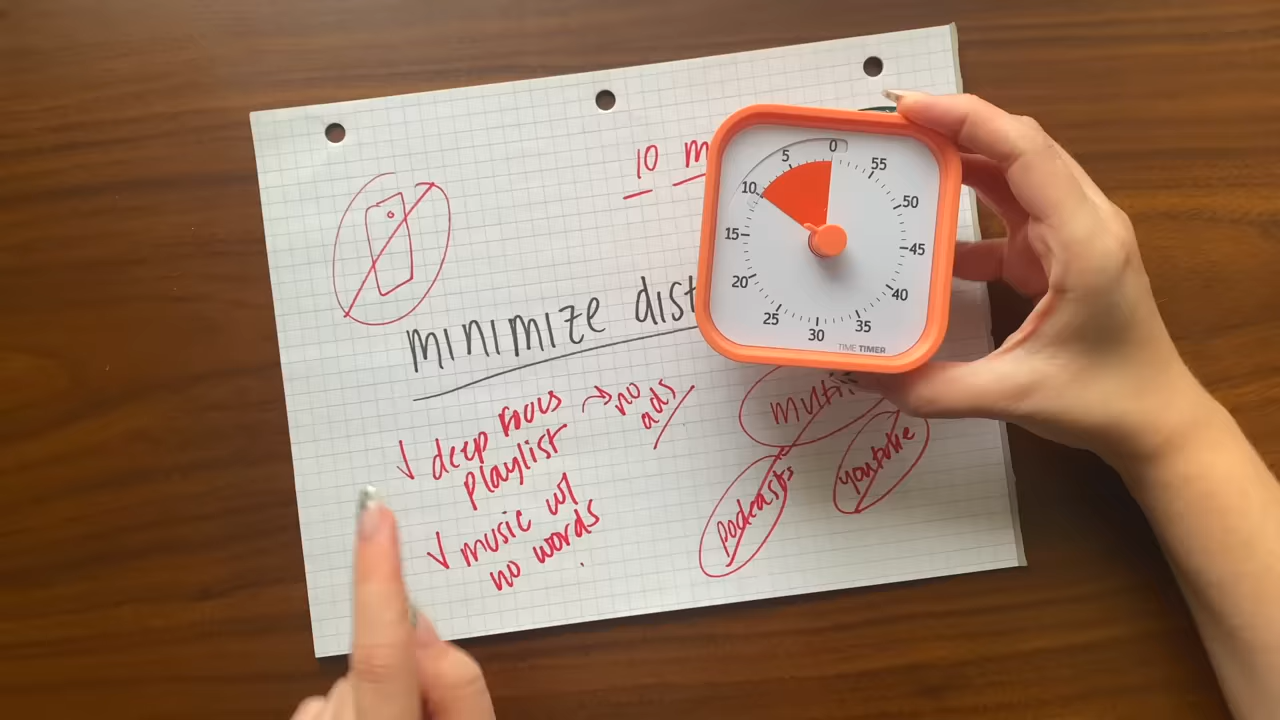 10 m
minimize dist
✓ deep focus
playlist
→ no
ads
✓ music w/
no words
podcasts
youtube
0
5
10
15
20
25
30
35
40
45
50
55
TIME TIMER